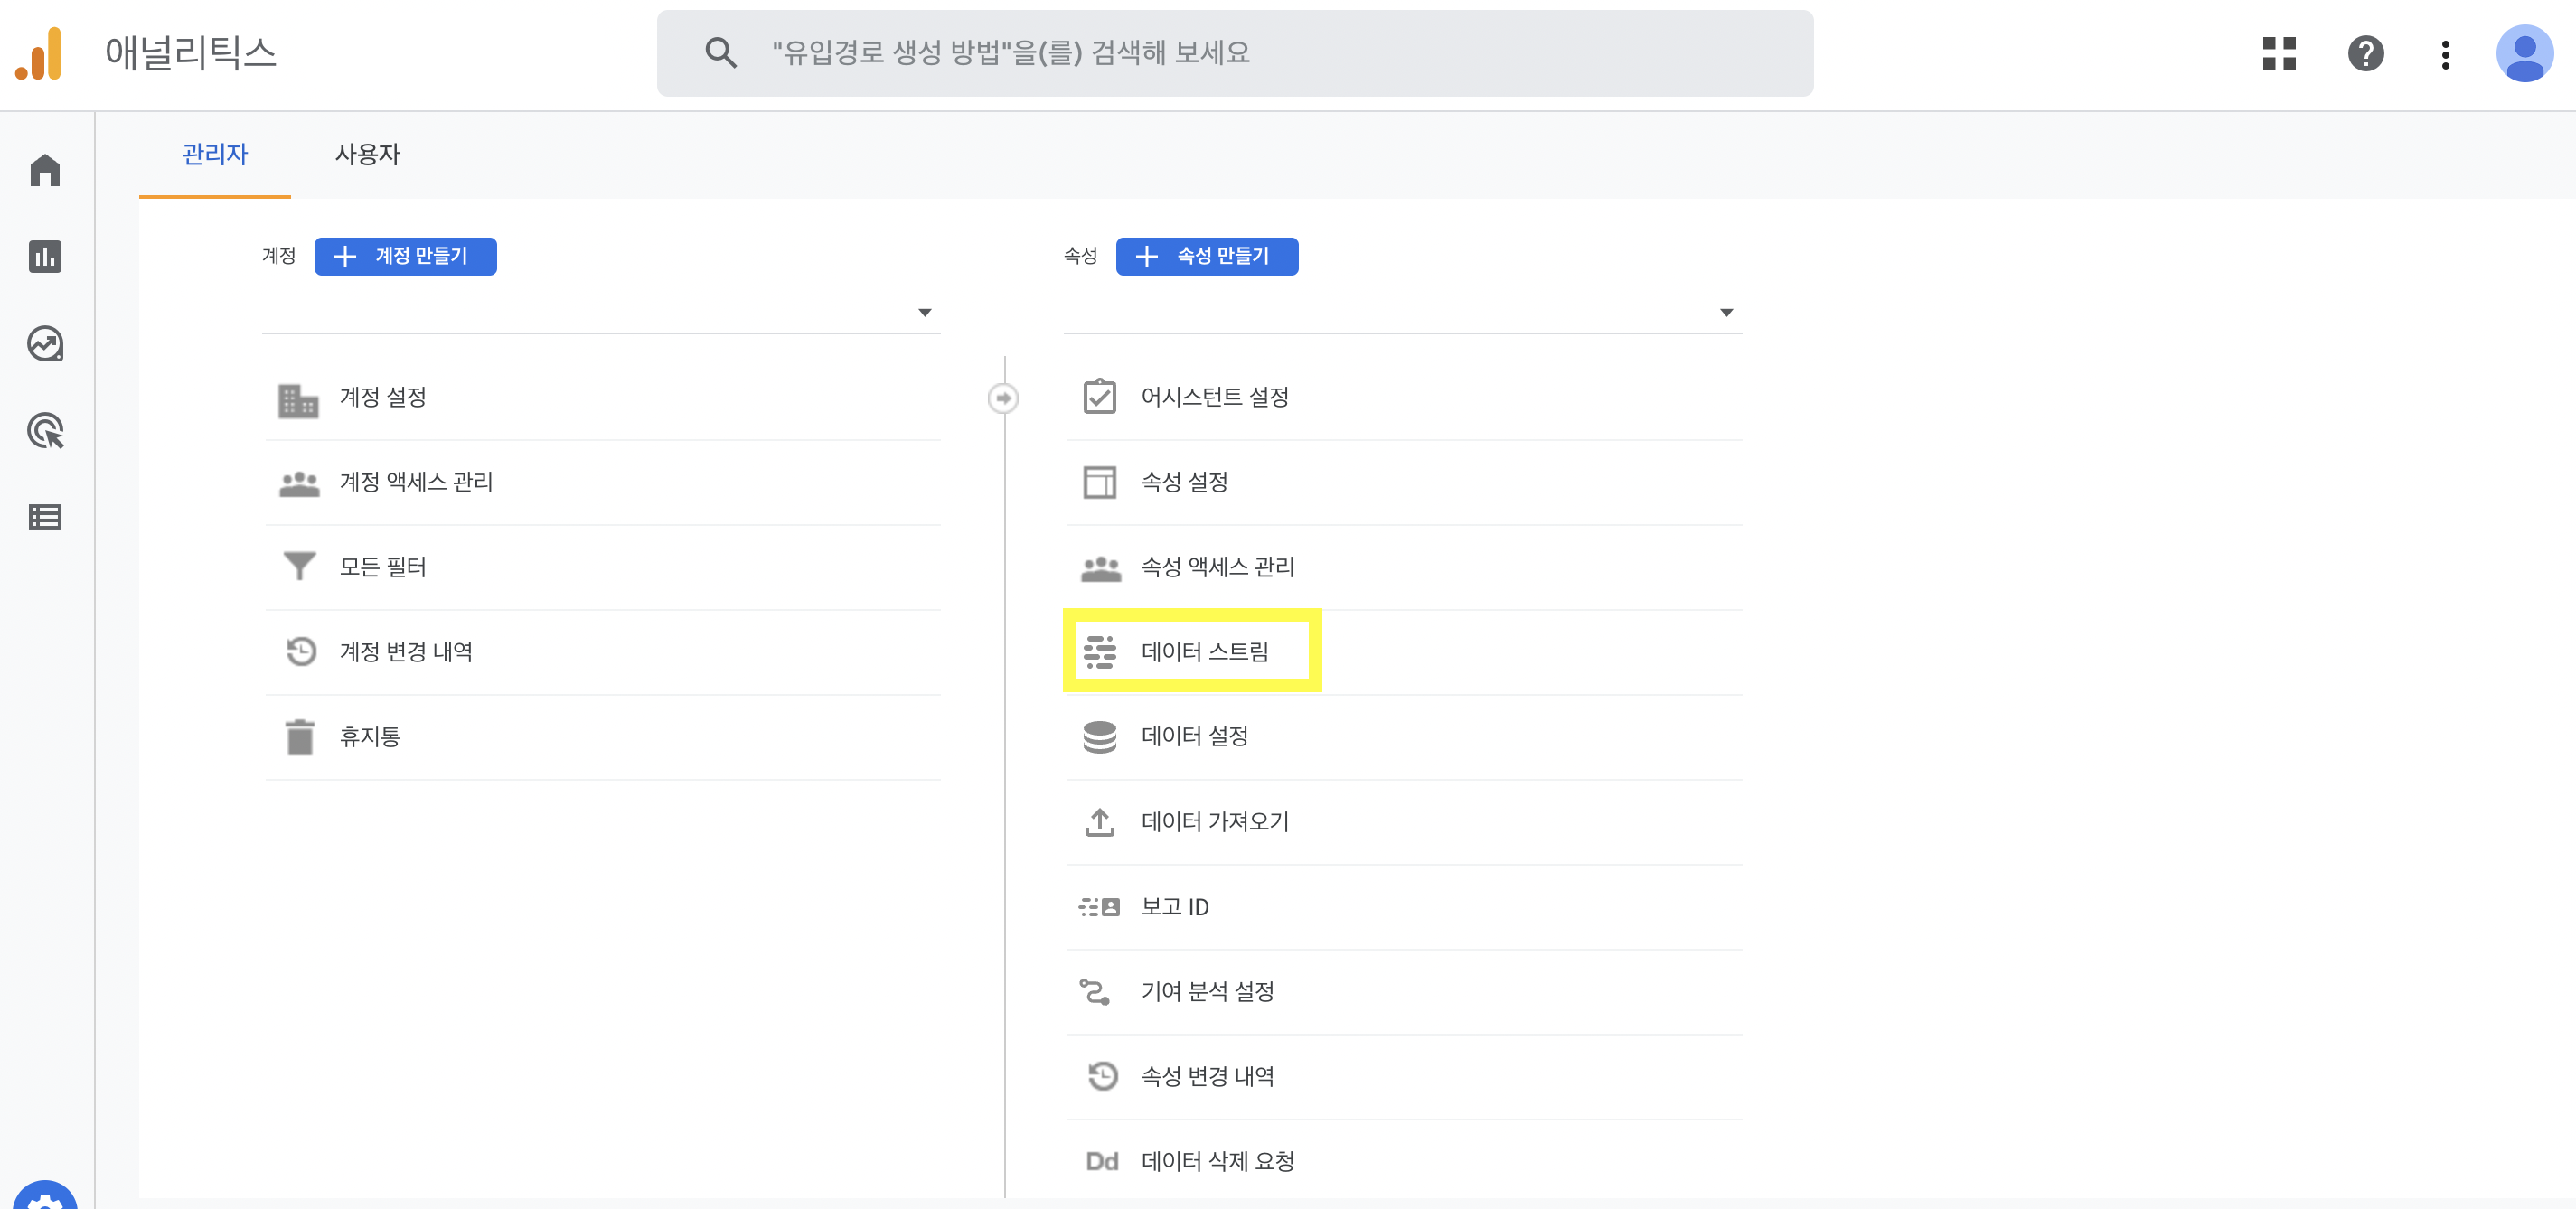 애널리틱스
"유입경로 생성 방법"을(를) 검색해 보세요
관리자
사용자
계정
계정 만들기
계정 설정
계정 액세스 관리
모든 필터
계정 변경 내역
휴지통
속성
속성 만들기
어시스턴트 설정
속성 설정
속성 액세스 관리
데이터 스트림
데이터 설정
데이터 가져오기
보고 ID
기여 분석 설정
속성 변경 내역
Dd 데이터 삭제 요청